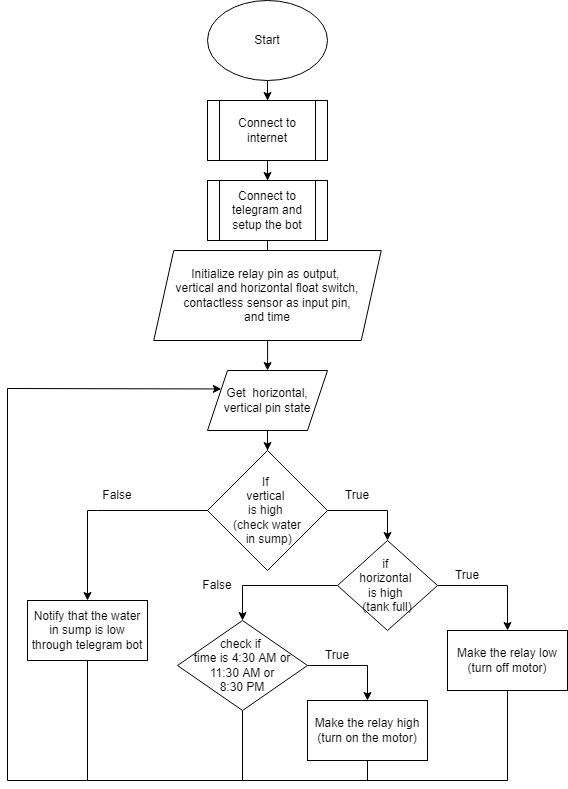 Start
Connect to
internet
Connect to
telegram and
setup the bot
Initialize relay pin as output,
vertical and horizontal float switch,
contactless sensor as input pin,
and time
Get  horizontal,
vertical pin state
If
vertical
is high
(check water
in sump)
False
True
if
horizontal
is high
(tank full)
False
True
Notify that the water
in sump is low
through telegram bot
check if
time is 4:30 AM or
11:30 AM or
8:30 PM
True
Make the relay low
(turn off motor)
Make the relay high
(turn on the motor)